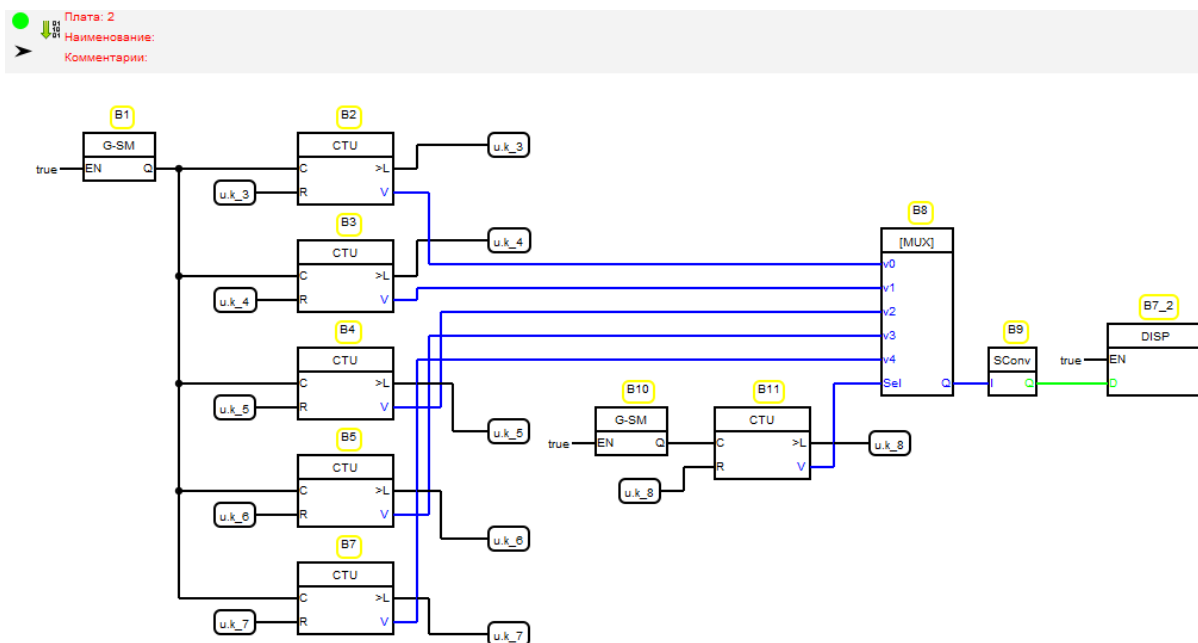 Плата: 2
Наименование:
Комментарии:
B1
G-SM
true
EN
Q
B2
CTU
C
>L
R
V
u.k_3
u.k_3
B3
CTU
C
>L
R
V
u.k_4
u.k_4
B4
CTU
C
>L
R
V
u.k_5
u.k_5
B5
CTU
C
>L
R
V
u.k_6
u.k_6
B7
CTU
C
>L
R
V
u.k_7
u.k_7
B10
G-SM
true
EN
Q
B11
CTU
C
>L
R
V
u.k_8
u.k_8
B8
[MUX]
v0
v1
v2
v3
v4
Sel
Q
B9
SConv
I
Q
B7_2
DISP
true
EN
D